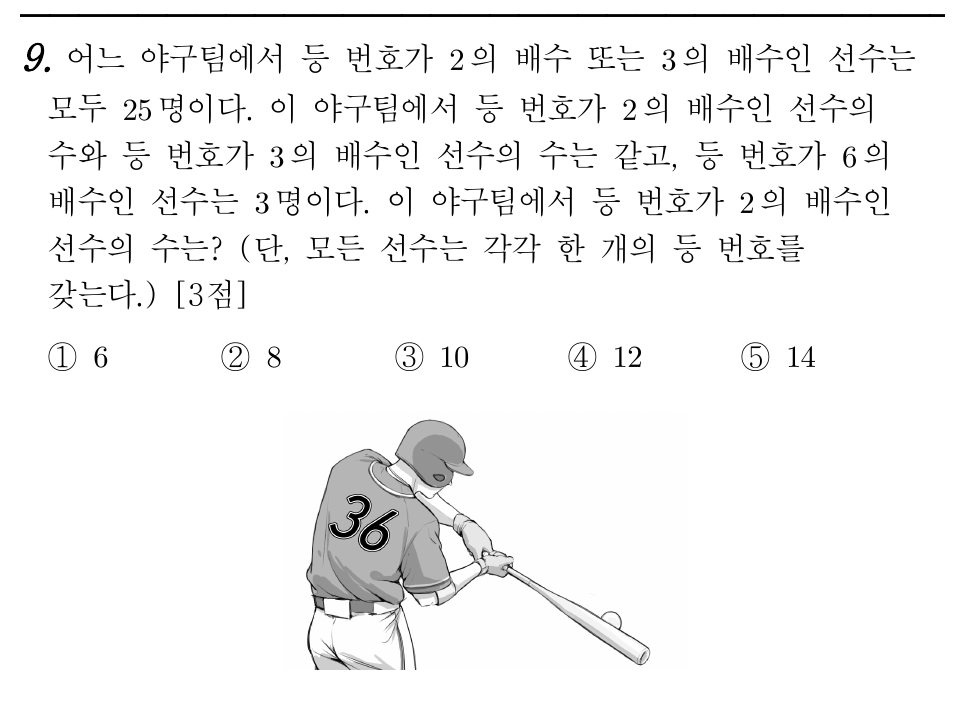 9. 어느 야구팀에서 등 번호가 2의 배수 또는 3의 배수인 선수는
모두 25명이다. 이 야구팀에서 등 번호가 2의 배수인 선수의
수와 등 번호가 3의 배수인 선수의 수는 같고, 등 번호가 6의
배수인 선수는 3명이다. 이 야구팀에서 등 번호가 2의 배수인
선수의 수는? (단, 모든 선수는 각각 한 개의 등 번호를
갖는다.) [3점]
① 6 ② 8 ③ 10 ④ 12 ⑤ 14
36